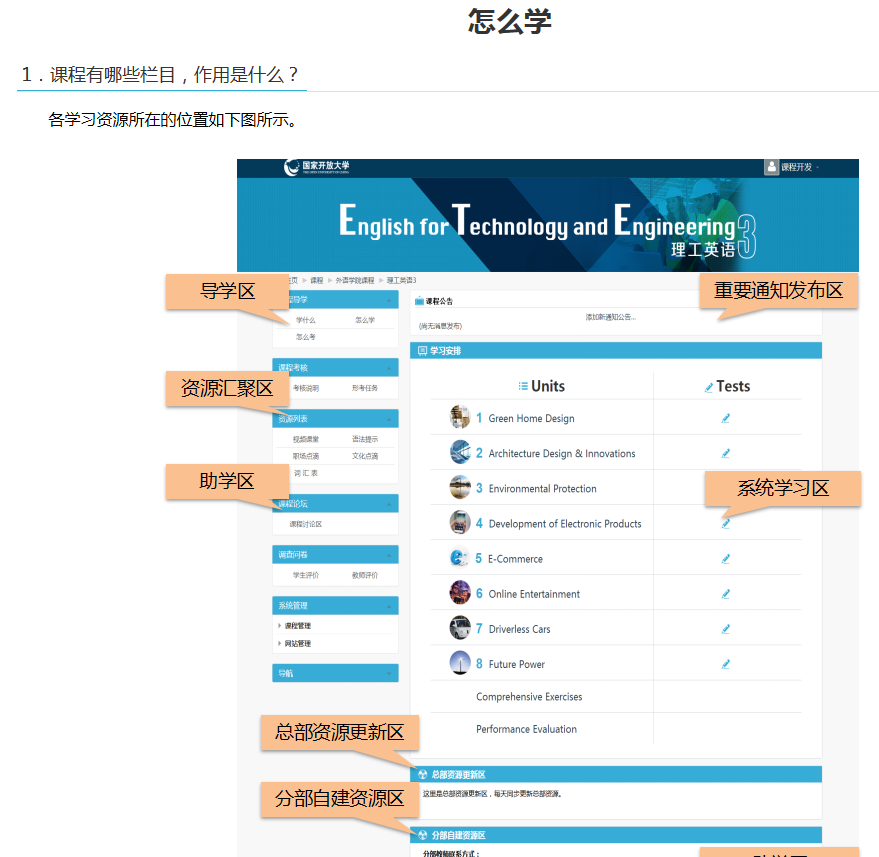 怎么学
1．课程有哪些栏目，作用是什么？
各学习资源所在的位置如下图所示。
国家开放大学
课程开发
English for Technology and Engineering 3
理工英语
课程 外语学院课程 理工英语3
导学区
重要通知发布区
学什么 怎么学
怎么考
课程公告
添加新通知公告...
(尚无消息发布)
学习安排
课程考核
资源汇聚区
考核说明 形考任务
资源列表
视频课堂 语法提示
职场点滴 文化点滴
词汇表
助学区
课程论坛
课程讨论区
调查问卷
学生评价 教师评价
系统管理
课程管理
网站管理
导航
Units Tests
1 Green Home Design
2 Architecture Design & Innovations
3 Environmental Protection
系统学习区
4 Development of Electronic Products
5 E-Commerce
6 Online Entertainment
7 Driverless Cars
8 Future Power
Comprehensive Exercises
Performance Evaluation
总部资源更新区
总部资源更新区
这里是总部资源更新区，每天同步更新总部资源。
分部自建资源区
分部自建资源区
分部教师联系方式：